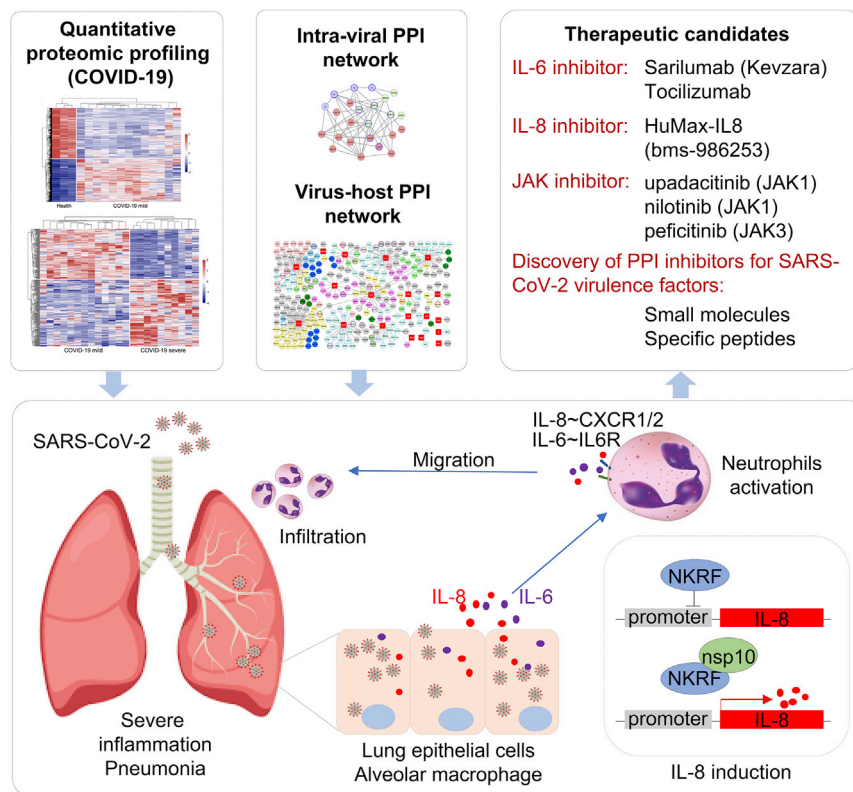 Quantitative
proteomic profiling
(COVID-19)
Health
COVID-19 mild
COVID-19 mild
COVID-19 severe
Intra-viral PPI
network
Virus-host PPI
network
Therapeutic candidates
IL-6 inhibitor: Sarilumab (Kevzara)
Tocilizumab
IL-8 inhibitor: HuMax-IL8
(bms-986253)
JAK inhibitor: upadacitinib (JAK1)
nilotinib (JAK1)
peficitinib (JAK3)
Discovery of PPI inhibitors for SARS-
CoV-2 virulence factors:
Small molecules
Specific peptides
SARS-CoV-2
Infiltration
Migration
IL-8~CXCR1/2
IL-6~IL6R
Neutrophils
activation
IL-8 IL-6
Severe
inflammation
Pneumonia
Lung epithelial cells
Alveolar macrophage
NKRF
promoter IL-8
nsp10
NKRF
promoter IL-8
IL-8 induction